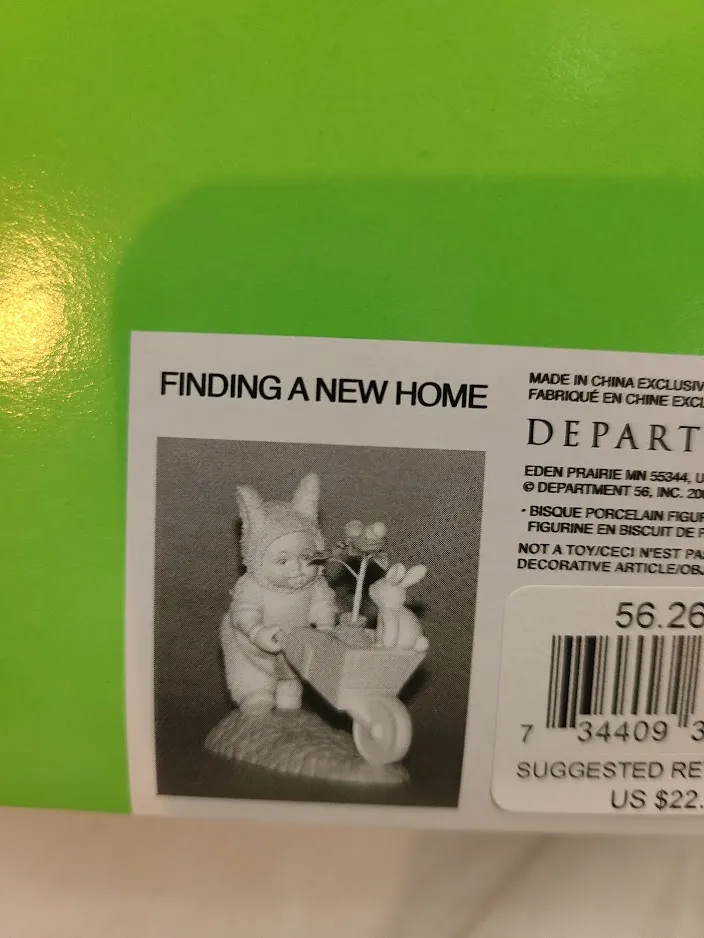 FINDING A NEW HOME
MADE IN CHINA EXCLUSIV
FABRIQUÉ EN CHINE EXCL
DEPART
EDEN PRAIRIE MN 55344, U
© DEPARTMENT 56, INC. 20
• BISQUE PORCELAIN FIGUR
FIGURINE EN BISCUIT DE P
NOT A TOY/CECI N'EST PA
DECORATIVE ARTICLE/OBJ
56.26
7 34409 3
SUGGESTED RE
US $22.